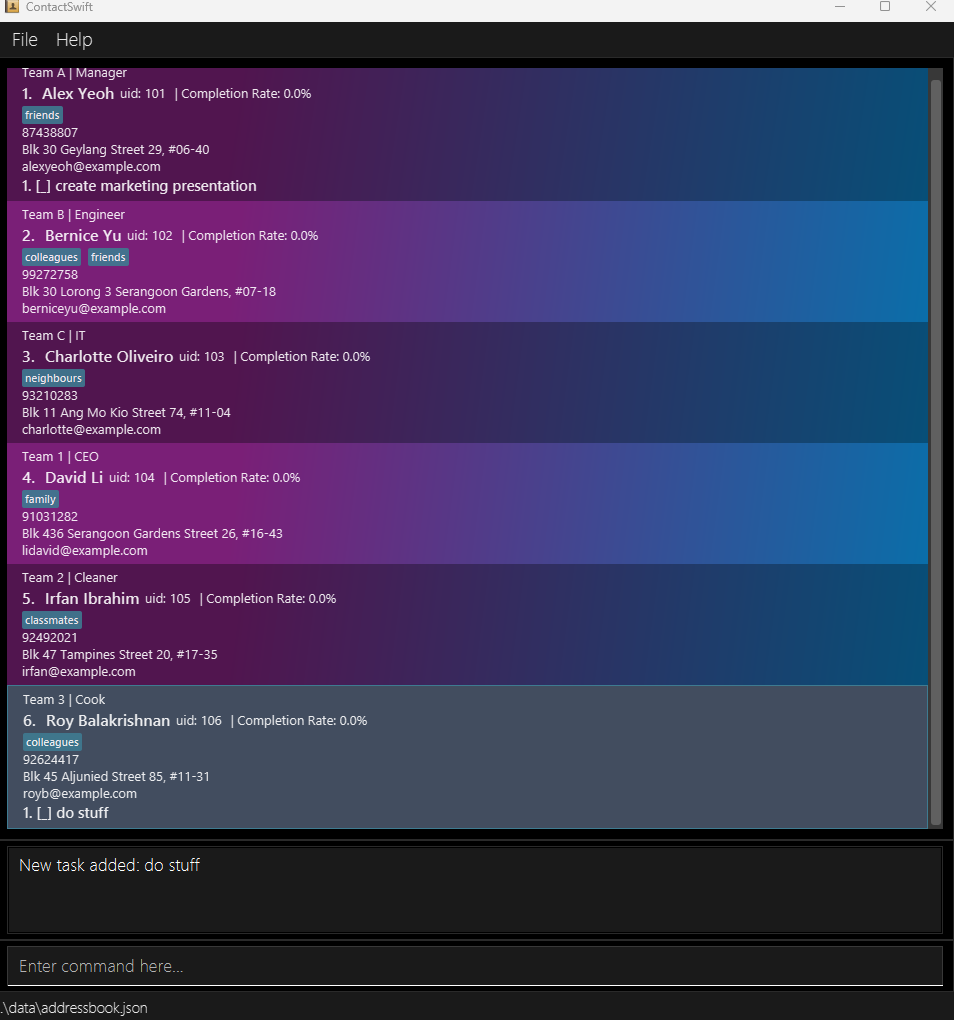 ContactSwift
File Help
Team A | Manager
1. Alex Yeoh uid: 101 | Completion Rate: 0.0%
friends
87438807
Blk 30 Geylang Street 29, #06-40
alexyeoh@example.com
1. [_] create marketing presentation
Team B | Engineer
2. Bernice Yu uid: 102 | Completion Rate: 0.0%
colleagues friends
99272758
Blk 30 Lorong 3 Serangoon Gardens, #07-18
berniceyu@example.com
Team C | IT
3. Charlotte Oliveiro uid: 103 | Completion Rate: 0.0%
neighbours
93210283
Blk 11 Ang Mo Kio Street 74, #11-04
charlotte@example.com
Team 1 | CEO
4. David Li uid: 104 | Completion Rate: 0.0%
family
91031282
Blk 436 Serangoon Gardens Street 26, #16-43
lidavid@example.com
Team 2 | Cleaner
5. Irfan Ibrahim uid: 105 | Completion Rate: 0.0%
classmates
92492021
Blk 47 Tampines Street 20, #17-35
irfan@example.com
Team 3 | Cook
6. Roy Balakrishnan uid: 106 | Completion Rate: 0.0%
colleagues
92624417
Blk 45 Aljunied Street 85, #11-31
royb@example.com
1. [_] do stuff
New task added: do stuff
Enter command here...
.\data\addressbook.json